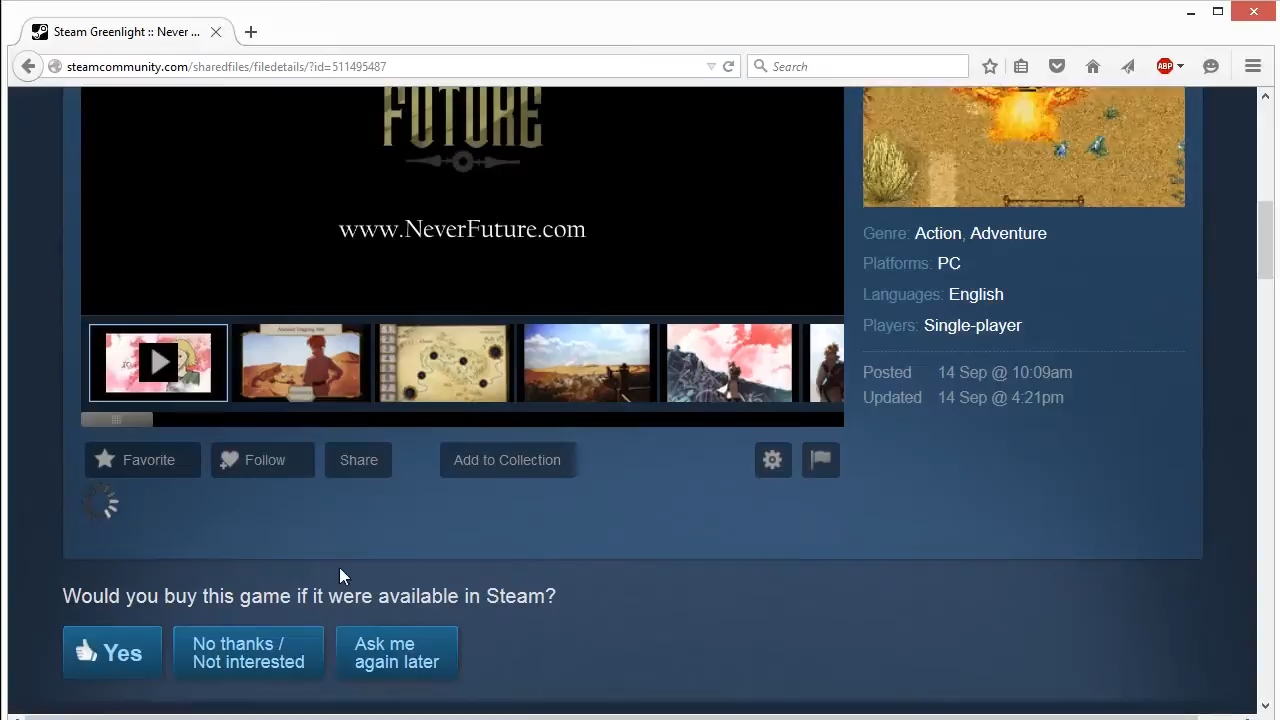 Steam Greenlight :: Never ...
steamcommunity.com/sharedfiles/filedetails/?id=511495487
Search
ABP
FUTURE
www.NeverFuture.com
Genre: Action, Adventure
Platforms: PC
Languages: English
Players: Single-player
Posted 14 Sep @ 10:09am
Updated 14 Sep @ 4:21pm
Favorite
Follow
Share
Add to Collection
Would you buy this game if it were available in Steam?
Yes
No thanks /
Not interested
Ask me
again later